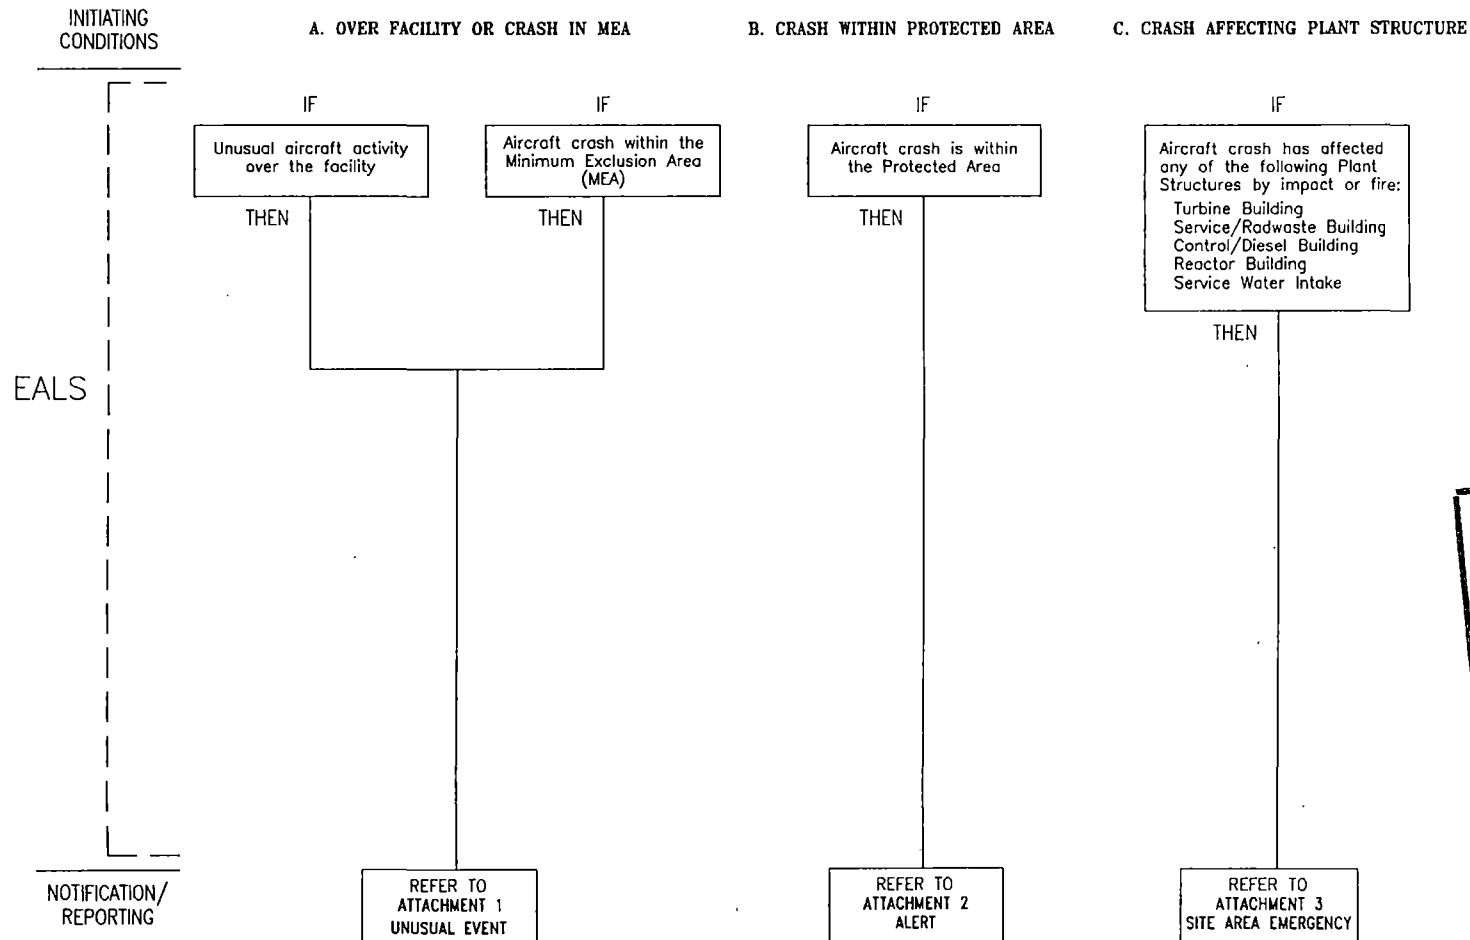 INITIATING
CONDITIONS
A. OVER FACILITY OR CRASH IN MEA
B. CRASH WITHIN PROTECTED AREA
C. CRASH AFFECTING PLANT STRUCTURE
IF
Unusual aircraft activity
over the facility
THEN
IF
Aircraft crash within the
Minimum Exclusion Area
(MEA)
THEN
IF
Aircraft crash is within
the Protected Area
THEN
IF
Aircraft crash has affected
any of the following Plant
Structures by impact or fire:
Turbine Building
Service/Radwaste Building
Control/Diesel Building
Reactor Building
Service Water Intake
THEN
EALS
NOTIFICATION/
REPORTING
REFER TO
ATTACHMENT 1
UNUSUAL EVENT
REFER TO
ATTACHMENT 2
ALERT
REFER TO
ATTACHMENT 3
SITE AREA EMERGENCY